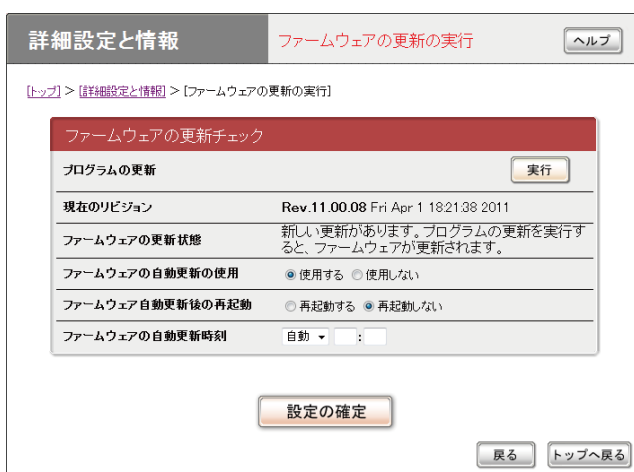 詳細設定と情報
ファームウェアの更新の実行
ヘルプ
[トップ] > [詳細設定と情報] > [ファームウェアの更新の実行]
ファームウェアの更新チェック
プログラムの更新
実行
現在のリビジョン
Rev.11.00.08 Fri Apr 1 18:21:38 2011
ファームウェアの更新状態
新しい更新があります。プログラムの更新を実行す
ると、ファームウェアが更新されます。
ファームウェアの自動更新の使用
使用する 使用しない
ファームウェア自動更新後の再起動
再起動する 再起動しない
ファームウェアの自動更新時刻
自動 :
設定の確定
戻る
トップへ戻る